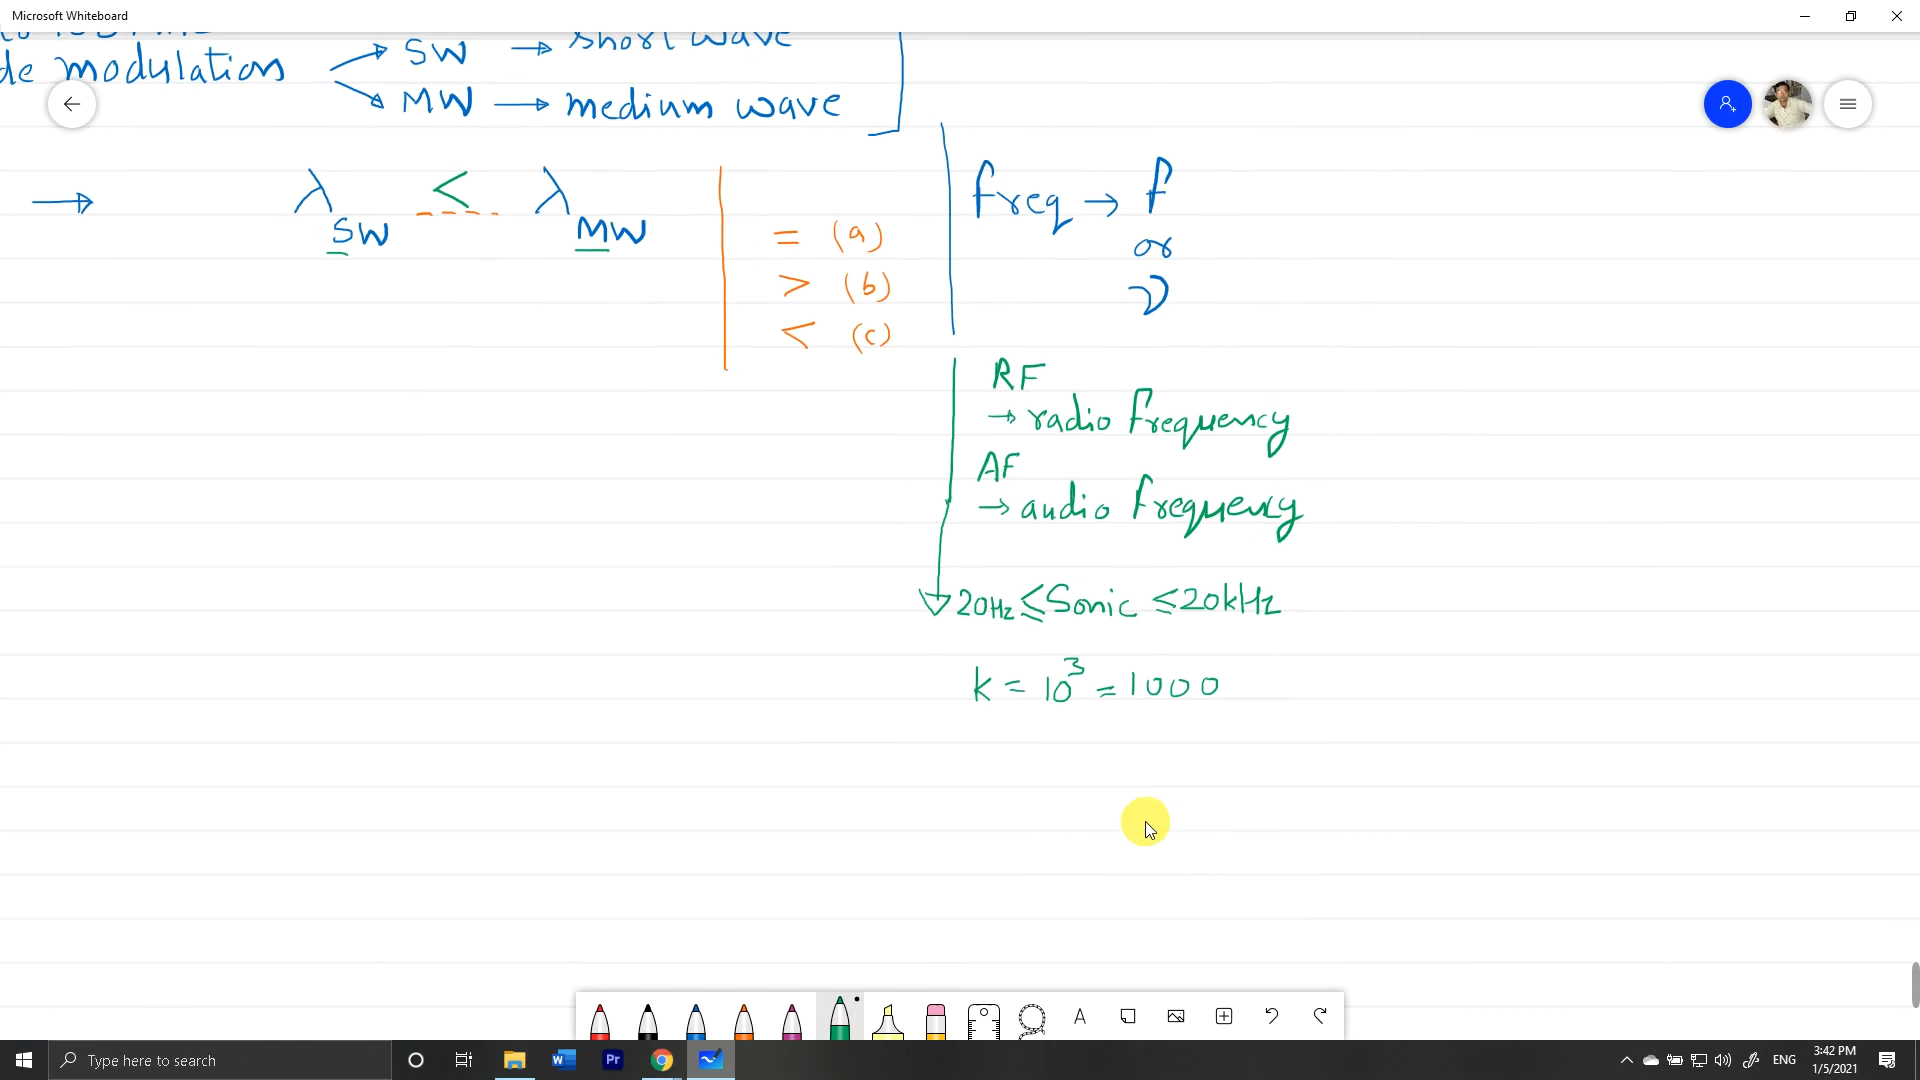 Microsoft Whiteboard
SW → short wave
de modulation
MW → medium wave
λ SW < λ MW
= (a)
> (b)
< (c)
freq → f
or
ν
RF
→ radio frequency
AF
→ audio frequency
20Hz ≤ Sonic ≤ 20kHz
k = 10³ = 1000
A
Type here to search
W
Pr
ENG
3:42 PM
1/5/2021